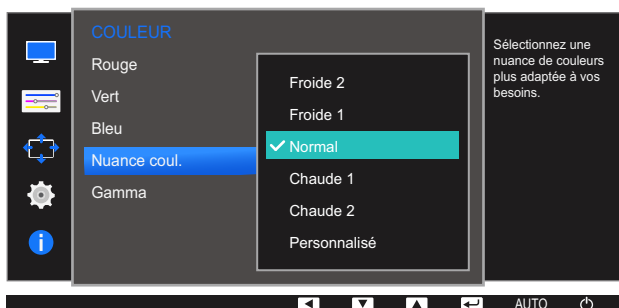 COULEUR
Rouge
Vert
Bleu
Nuance coul.
Gamma
Froide 2
Froide 1
Normal
Chaude 1
Chaude 2
Personnalisé
Sélectionnez une
nuance de couleurs
plus adaptée à vos
besoins.
AUTO